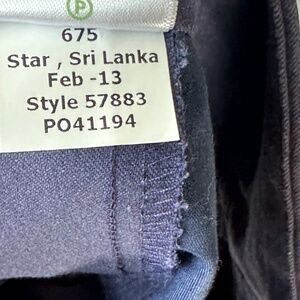 P
675
Star , Sri Lanka
Feb -13
Style 57883
PO41194